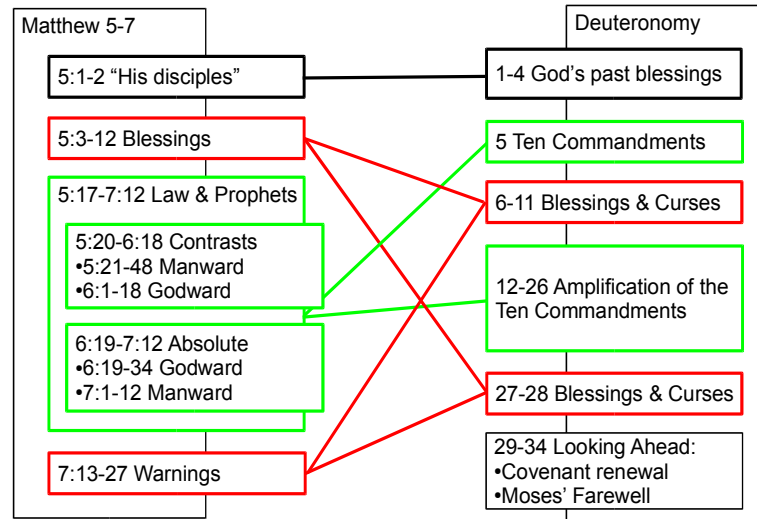 Matthew 5-7
5:1-2 “His disciples”
5:3-12 Blessings
5:17-7:12 Law & Prophets
5:20-6:18 Contrasts
•5:21-48 Manward
•6:1-18 Godward
6:19-7:12 Absolute
•6:19-34 Godward
•7:1-12 Manward
7:13-27 Warnings
Deuteronomy
1-4 God’s past blessings
5 Ten Commandments
6-11 Blessings & Curses
12-26 Amplification of the
Ten Commandments
27-28 Blessings & Curses
29-34 Looking Ahead:
•Covenant renewal
•Moses’ Farewell